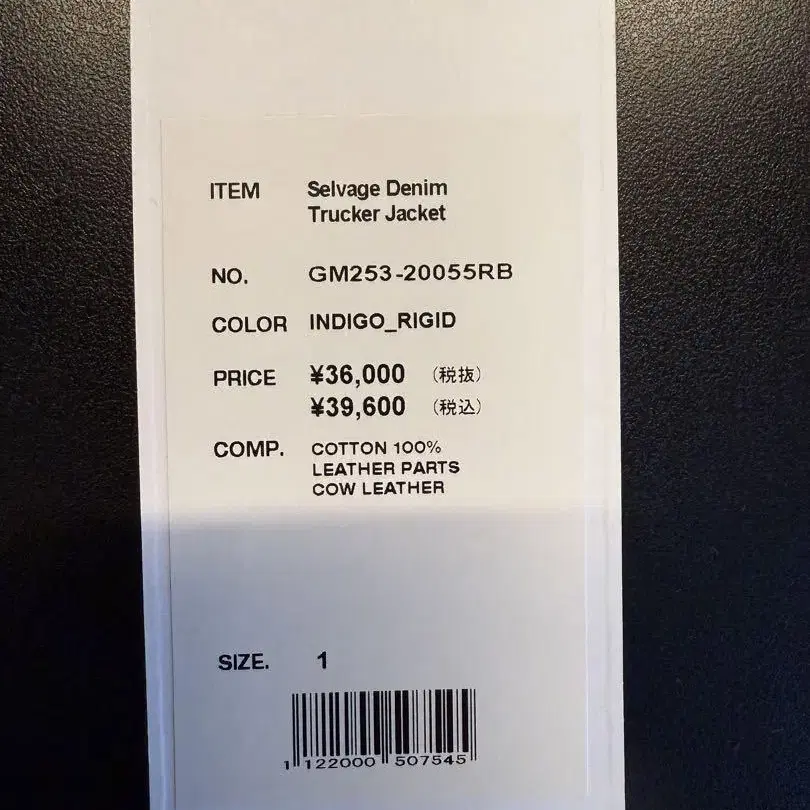 ITEM Selvage Denim
Trucker Jacket
NO. GM253-20055RB
COLOR INDIGO_RIGID
PRICE ¥36,000 (税抜)
¥39,600 (税込)
COMP. COTTON 100%
LEATHER PARTS
COW LEATHER
SIZE. 1
1 122000 507545